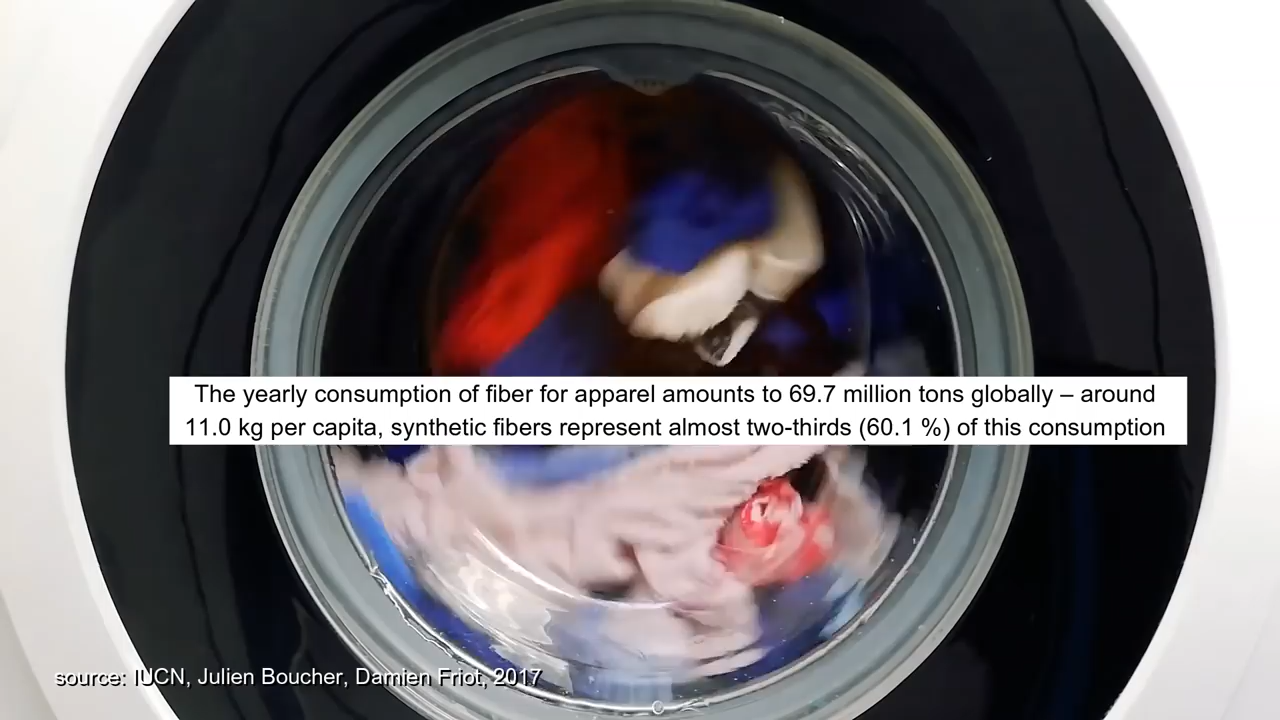 The yearly consumption of fiber for apparel amounts to 69.7 million tons globally – around
11.0 kg per capita, synthetic fibers represent almost two-thirds (60.1 %) of this consumption
source: IUCN, Julien Boucher, Damien Friot, 2017